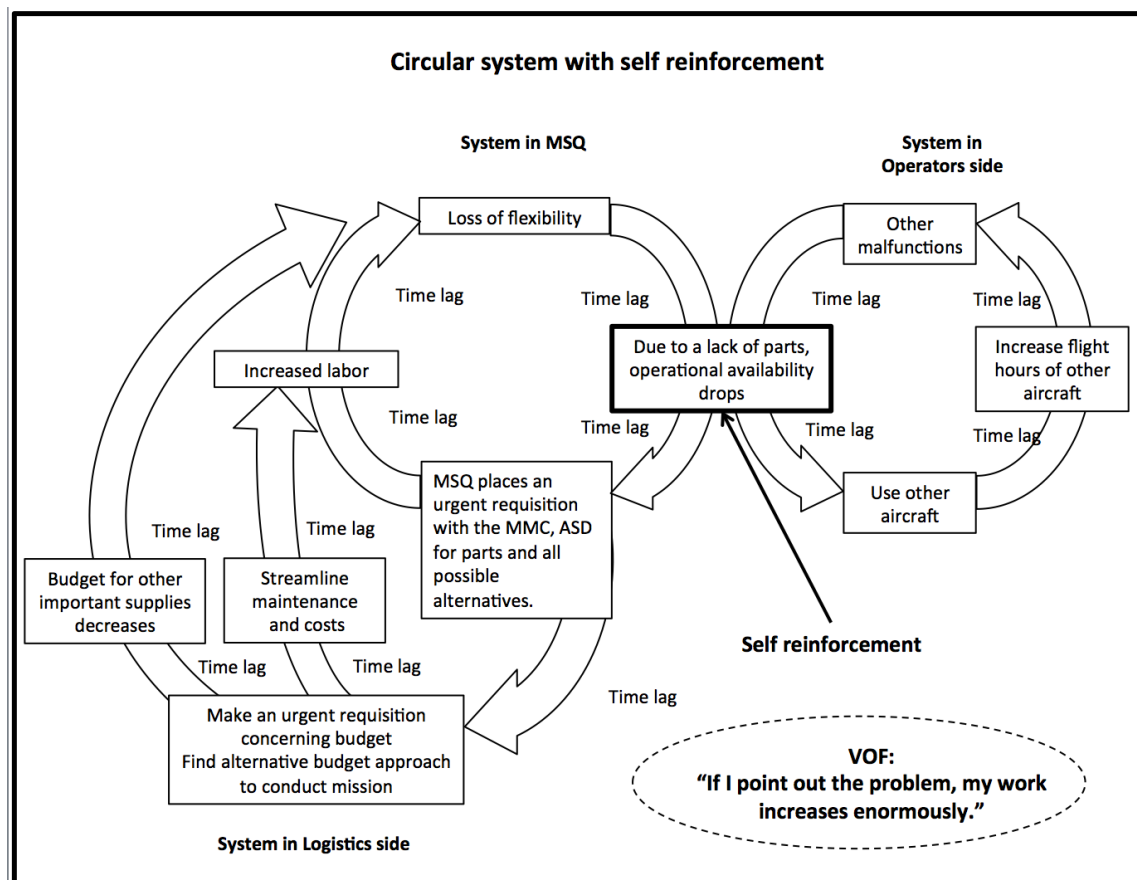 Circular system with self reinforcement
System in MSQ
System in
Operators side
Loss of flexibility
Other
malfunctions
Time lag
Time lag
Time lag
Time lag
Due to a lack of parts,
operational availability
drops
Increase flight
hours of other
aircraft
Increased labor
Time lag
Time lag
Time lag
Time lag
MSQ places an
urgent requisition
with the MMC, ASD
for parts and all
possible
alternatives.
Use other
aircraft
Time lag
Time lag
Budget for other
important supplies
decreases
Streamline
maintenance
and costs
Self reinforcement
Time lag
Time lag
Time lag
Make an urgent requisition
concerning budget
Find alternative budget approach
to conduct mission
VOF:
“If I point out the problem, my work
increases enormously.”
System in Logistics side